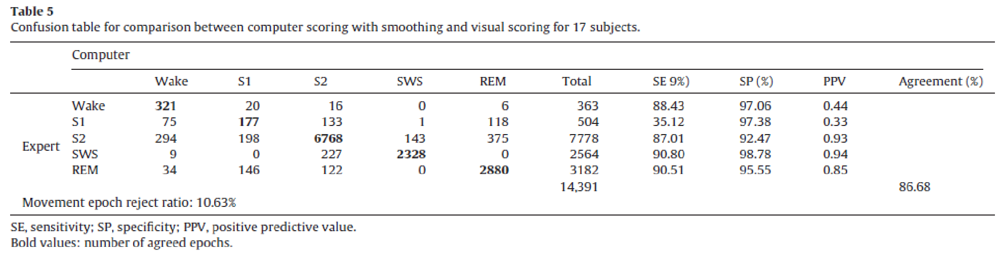 Table 5
Confusion table for comparison between computer scoring with smoothing and visual scoring for 17 subjects.
Computer
Wake S1 S2 SWS REM Total SE 9%) SP (%) PPV Agreement (%)
Expert
Wake 321 20 16 0 6 363 88.43 97.06 0.44
S1 75 177 133 1 118 504 35.12 97.38 0.33
S2 294 198 6768 143 375 7778 87.01 92.47 0.93
SWS 9 0 227 2328 0 2564 90.80 98.78 0.94
REM 34 146 122 0 2880 3182 90.51 95.55 0.85
14,391 86.68
Movement epoch reject ratio: 10.63%
SE, sensitivity; SP, specificity; PPV, positive predictive value.
Bold values: number of agreed epochs.